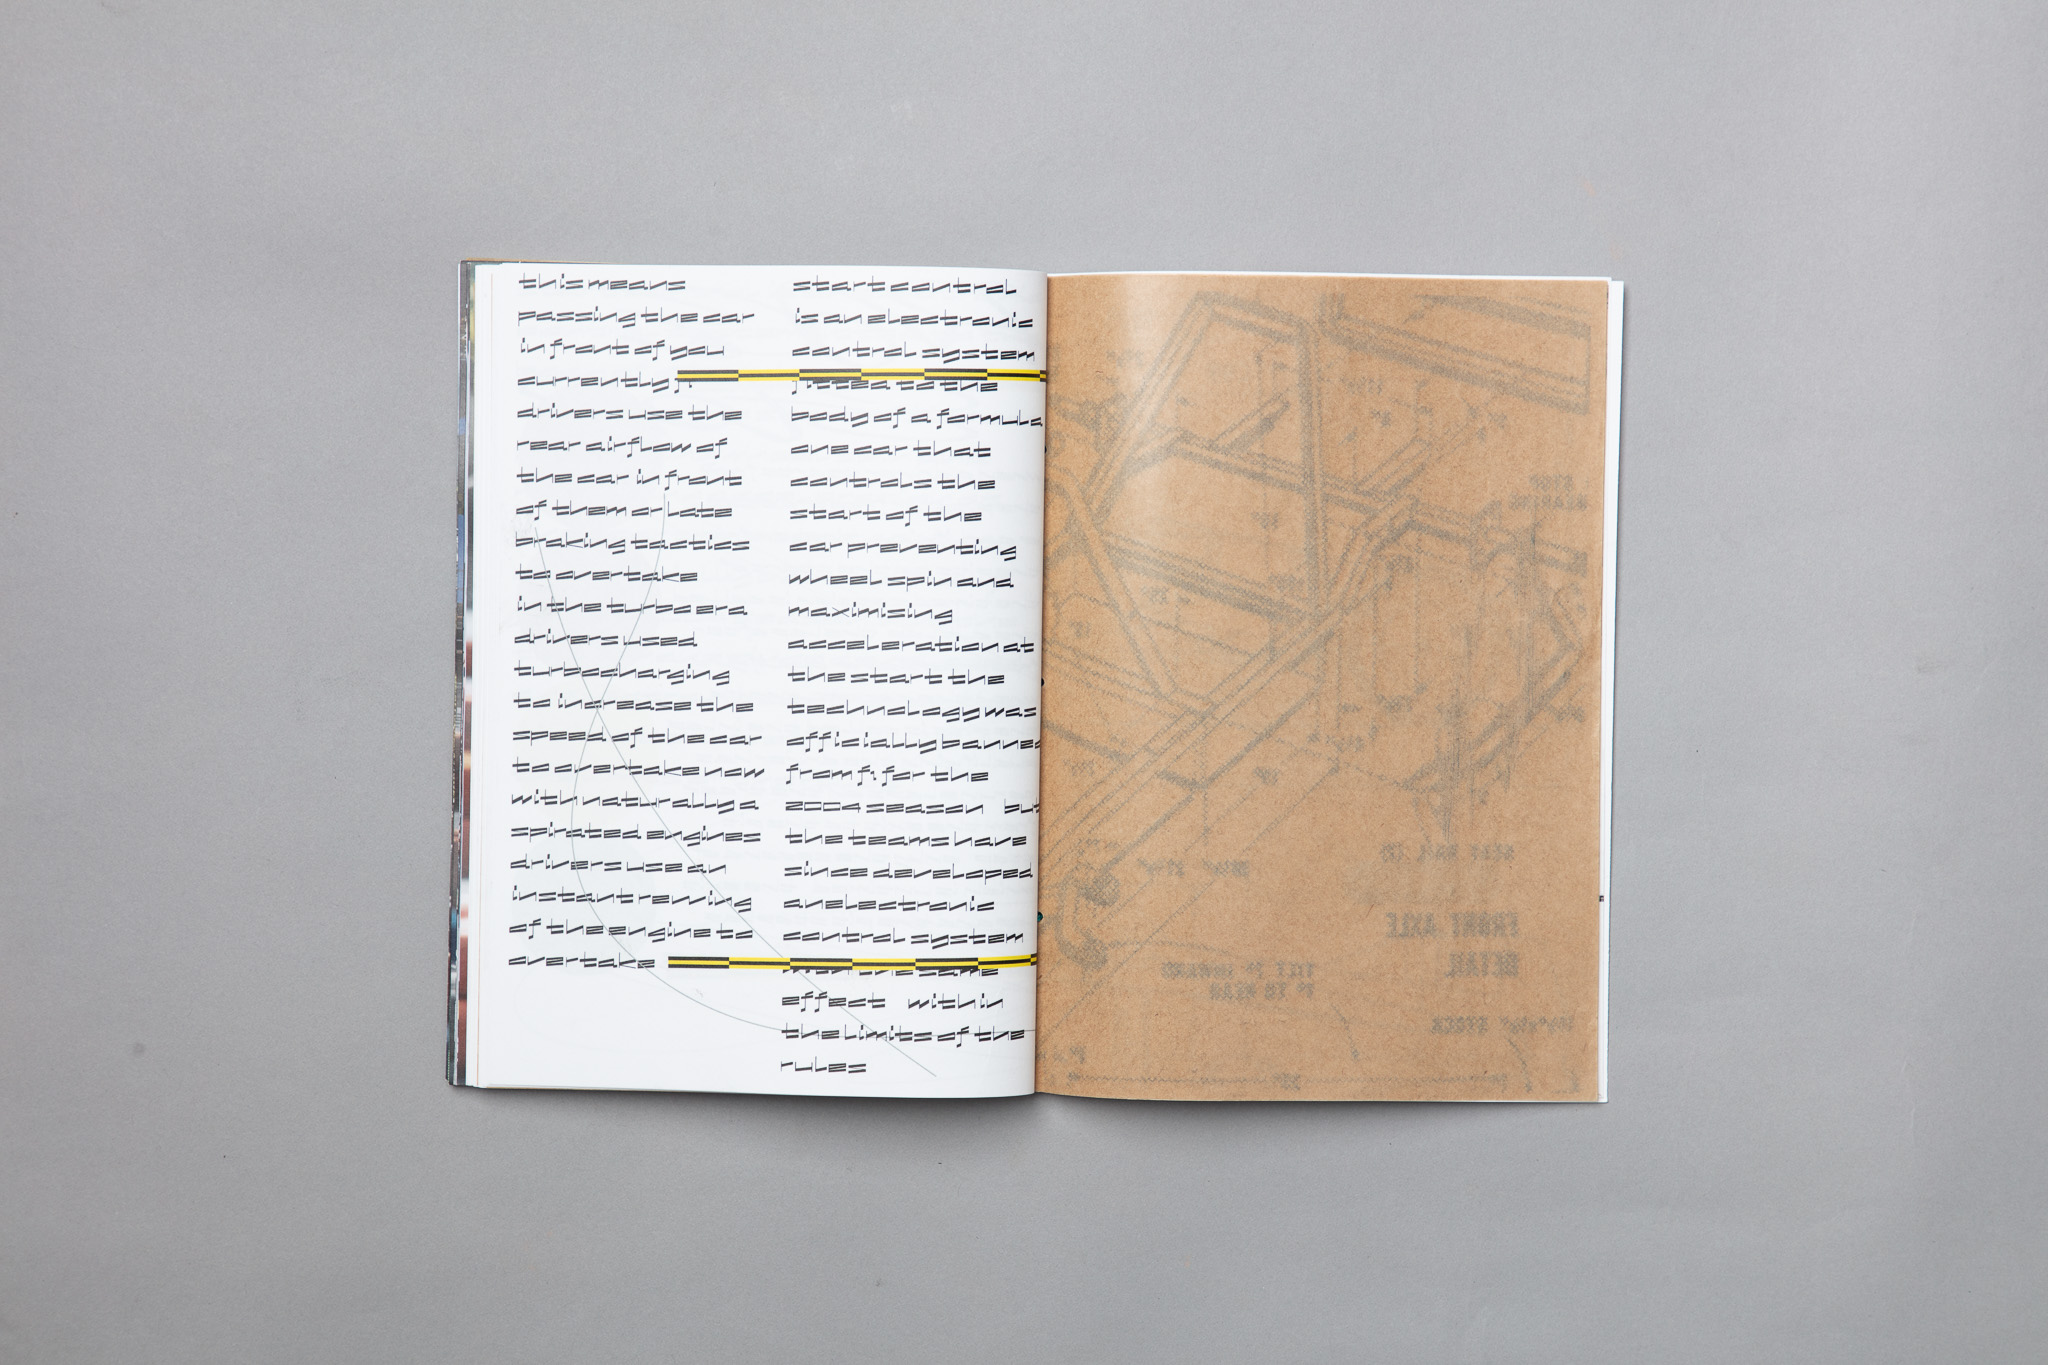 this means
passing the car
in front of you
currently f1
drivers use the
rear airflow of
the car in front
of them or late
braking tactics
to overtake
in the turbo era
drivers used
turbocharging
to increase the
speed of the car
to overtake now
with naturally a
spirated engines
drivers use an
instant revving
of the engine to
overtake
start control
is an electronic
control system
fitted to the
body of a formula
one car that
controls the
start of the
car preventing
wheel spin and
maximising
acceleration at
the start the
technology was
officially banned
from f1 for the
2004 season but
the teams have
since developed
an electronic
control system
with the same
effect within
the limits of the
rules
FRONT AXLE
DETAIL